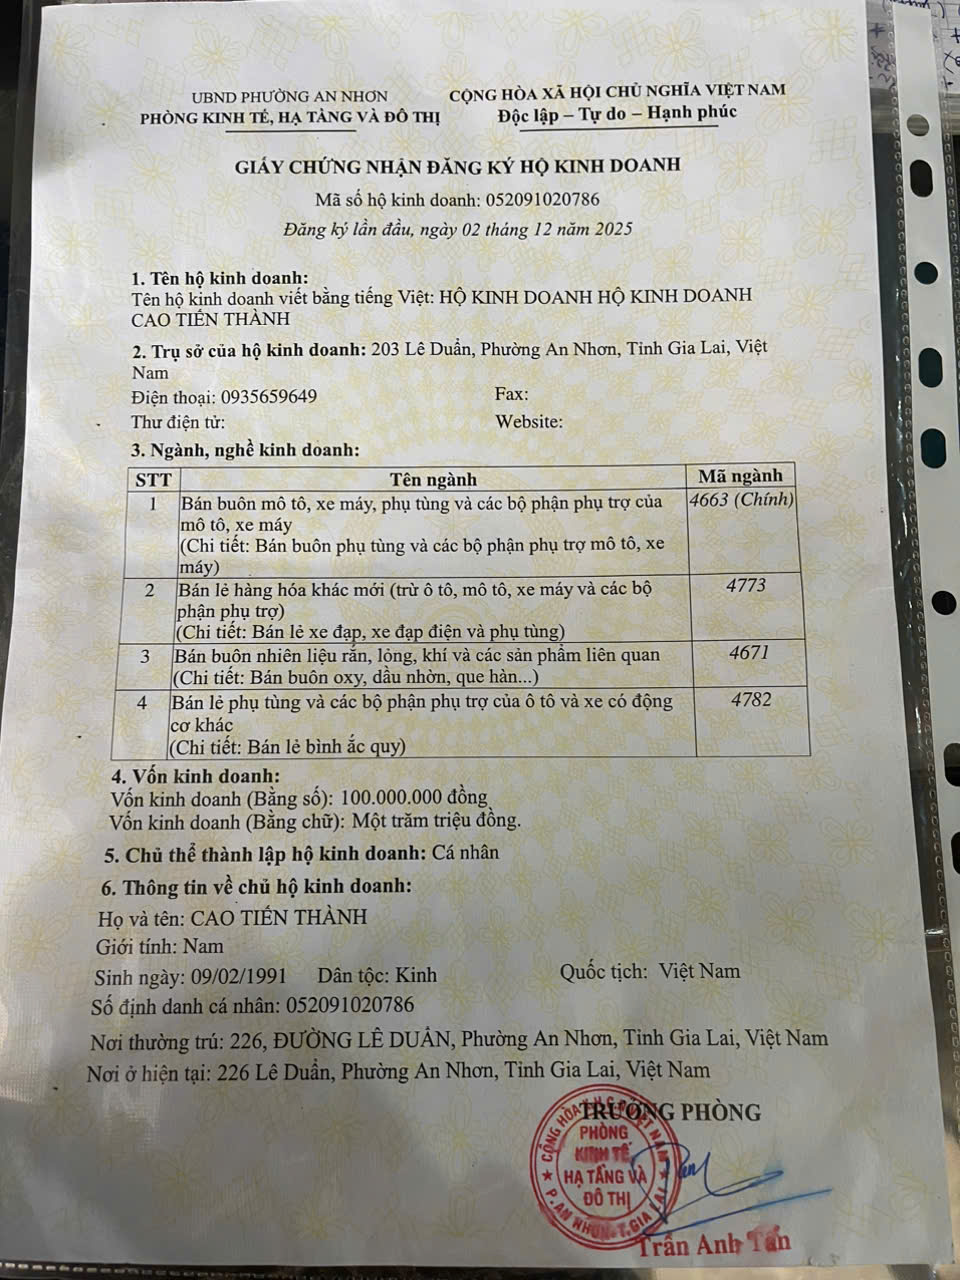 UBND PHƯỜNG AN NHƠN
PHÒNG KINH TẾ, HẠ TẦNG VÀ ĐÔ THỊ
CỘNG HÒA XÃ HỘI CHỦ NGHĨA VIỆT NAM
Độc lập – Tự do – Hạnh phúc
GIẤY CHỨNG NHẬN ĐĂNG KÝ HỘ KINH DOANH
Mã số hộ kinh doanh: 052091020786
Đăng ký lần đầu, ngày 02 tháng 12 năm 2025
1. Tên hộ kinh doanh:
Tên hộ kinh doanh viết bằng tiếng Việt: HỘ KINH DOANH HỘ KINH DOANH
CAO TIẾN THÀNH
2. Trụ sở của hộ kinh doanh: 203 Lê Duẩn, Phường An Nhơn, Tỉnh Gia Lai, Việt
Nam
Điện thoại: 0935659649 Fax:
Thư điện tử: Website:
3. Ngành, nghề kinh doanh:
STT Tên ngành Mã ngành
1 Bán buôn mô tô, xe máy, phụ tùng và các bộ phận phụ trợ của 4663 (Chính)
mô tô, xe máy
(Chi tiết: Bán buôn phụ tùng và các bộ phận phụ trợ mô tô, xe
máy)
2 Bán lẻ hàng hóa khác mới (trừ ô tô, mô tô, xe máy và các bộ 4773
phận phụ trợ)
(Chi tiết: Bán lẻ xe đạp, xe đạp điện và phụ tùng)
3 Bán buôn nhiên liệu rắn, lỏng, khí và các sản phẩm liên quan 4671
(Chi tiết: Bán buôn oxy, dầu nhờn, que hàn...)
4 Bán lẻ phụ tùng và các bộ phận phụ trợ của ô tô và xe có động 4782
cơ khác
(Chi tiết: Bán lẻ bình ắc quy)
4. Vốn kinh doanh:
Vốn kinh doanh (Bằng số): 100.000.000 đồng
Vốn kinh doanh (Bằng chữ): Một trăm triệu đồng.
5. Chủ thể thành lập hộ kinh doanh: Cá nhân
6. Thông tin về chủ hộ kinh doanh:
Họ và tên: CAO TIẾN THÀNH
Giới tính: Nam
Sinh ngày: 09/02/1991 Dân tộc: Kinh Quốc tịch: Việt Nam
Số định danh cá nhân: 052091020786
Nơi thường trú: 226, ĐƯỜNG LÊ DUẨN, Phường An Nhơn, Tỉnh Gia Lai, Việt Nam
Nơi ở hiện tại: 226 Lê Duẩn, Phường An Nhơn, Tỉnh Gia Lai, Việt Nam
TRƯỞNG PHÒNG
CỘNG HÒA X.H.C.N VIỆT NAM
PHÒNG
KINH TẾ,
HẠ TẦNG VÀ
ĐÔ THỊ
P.AN NHƠN-T.GIA LAI
Trần Anh Tấn